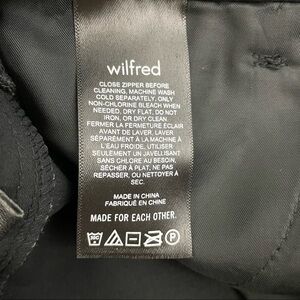 wilfred
CLOSE ZIPPER BEFORE
CLEANING, MACHINE WASH
COLD SEPARATELY, ONLY
NON-CHLORINE BLEACH WHEN
NEEDED, DRY FLAT, DO NOT
IRON, OR DRY CLEAN
FERMER LA FERMETURE ÉCLAIR
AVANT DE LAVER, LAVER
SÉPARÉMENT À LA MACHINE À
L'EAU FROIDE, UTILISER
SEULEMENT UN JAVELLISANT
SANS CHLORE AU BESOIN,
SÉCHER À PLAT, NE PAS
REPASSER, OU NETTOYER À
SEC.
MADE IN CHINA
FABRIQUÉ EN CHINE
MADE FOR EACH OTHER.
30C
P